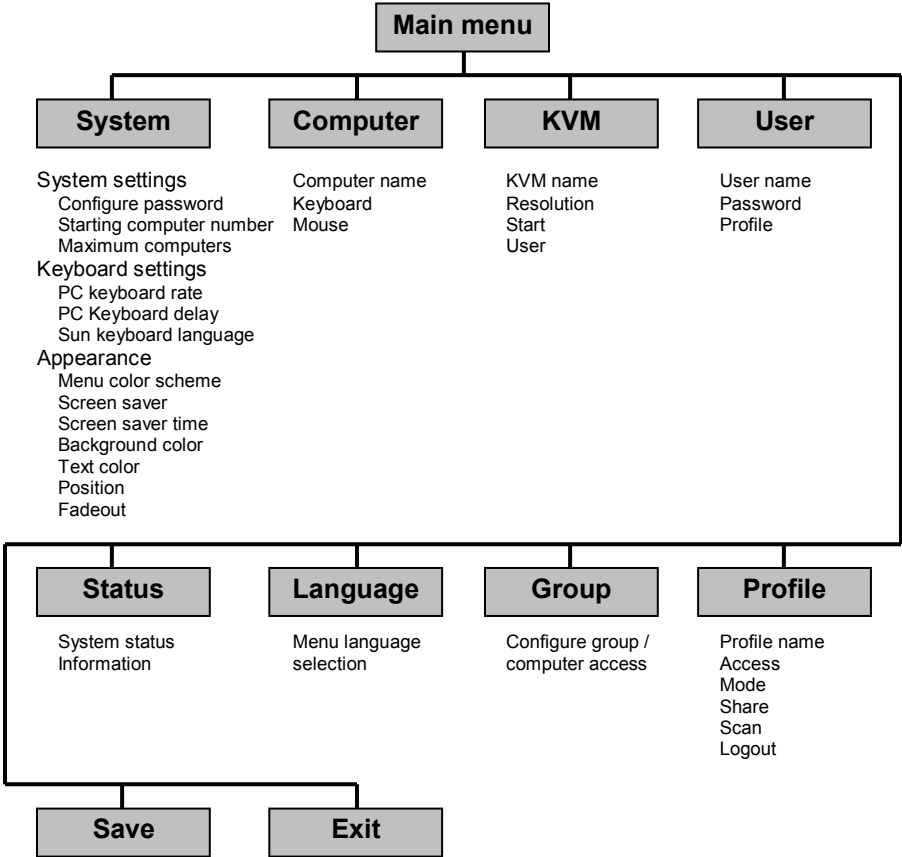 Main menu
System
Computer
KVM
User
System settings
Configure password
Starting computer number
Maximum computers
Keyboard settings
PC keyboard rate
PC Keyboard delay
Sun keyboard language
Appearance
Menu color scheme
Screen saver
Screen saver time
Background color
Text color
Position
Fadeout
Computer name
Keyboard
Mouse
KVM name
Resolution
Start
User
User name
Password
Profile
Status
Language
Group
Profile
System status
Information
Menu language
selection
Configure group /
computer access
Profile name
Access
Mode
Share
Scan
Logout
Save
Exit